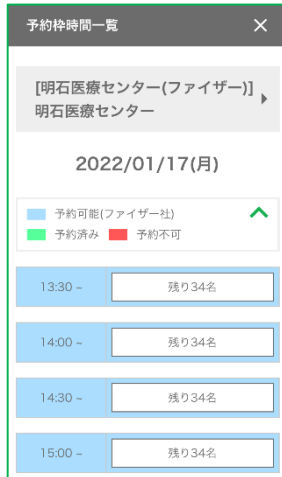 予約枠時間一覧 ×
[明石医療センター(ファイザー)]
明石医療センター
2022/01/17(月)
予約可能(ファイザー社)
予約済み 予約不可
13:30 ~ 残り34名
14:00 ~ 残り34名
14:30 ~ 残り34名
15:00 ~ 残り34名